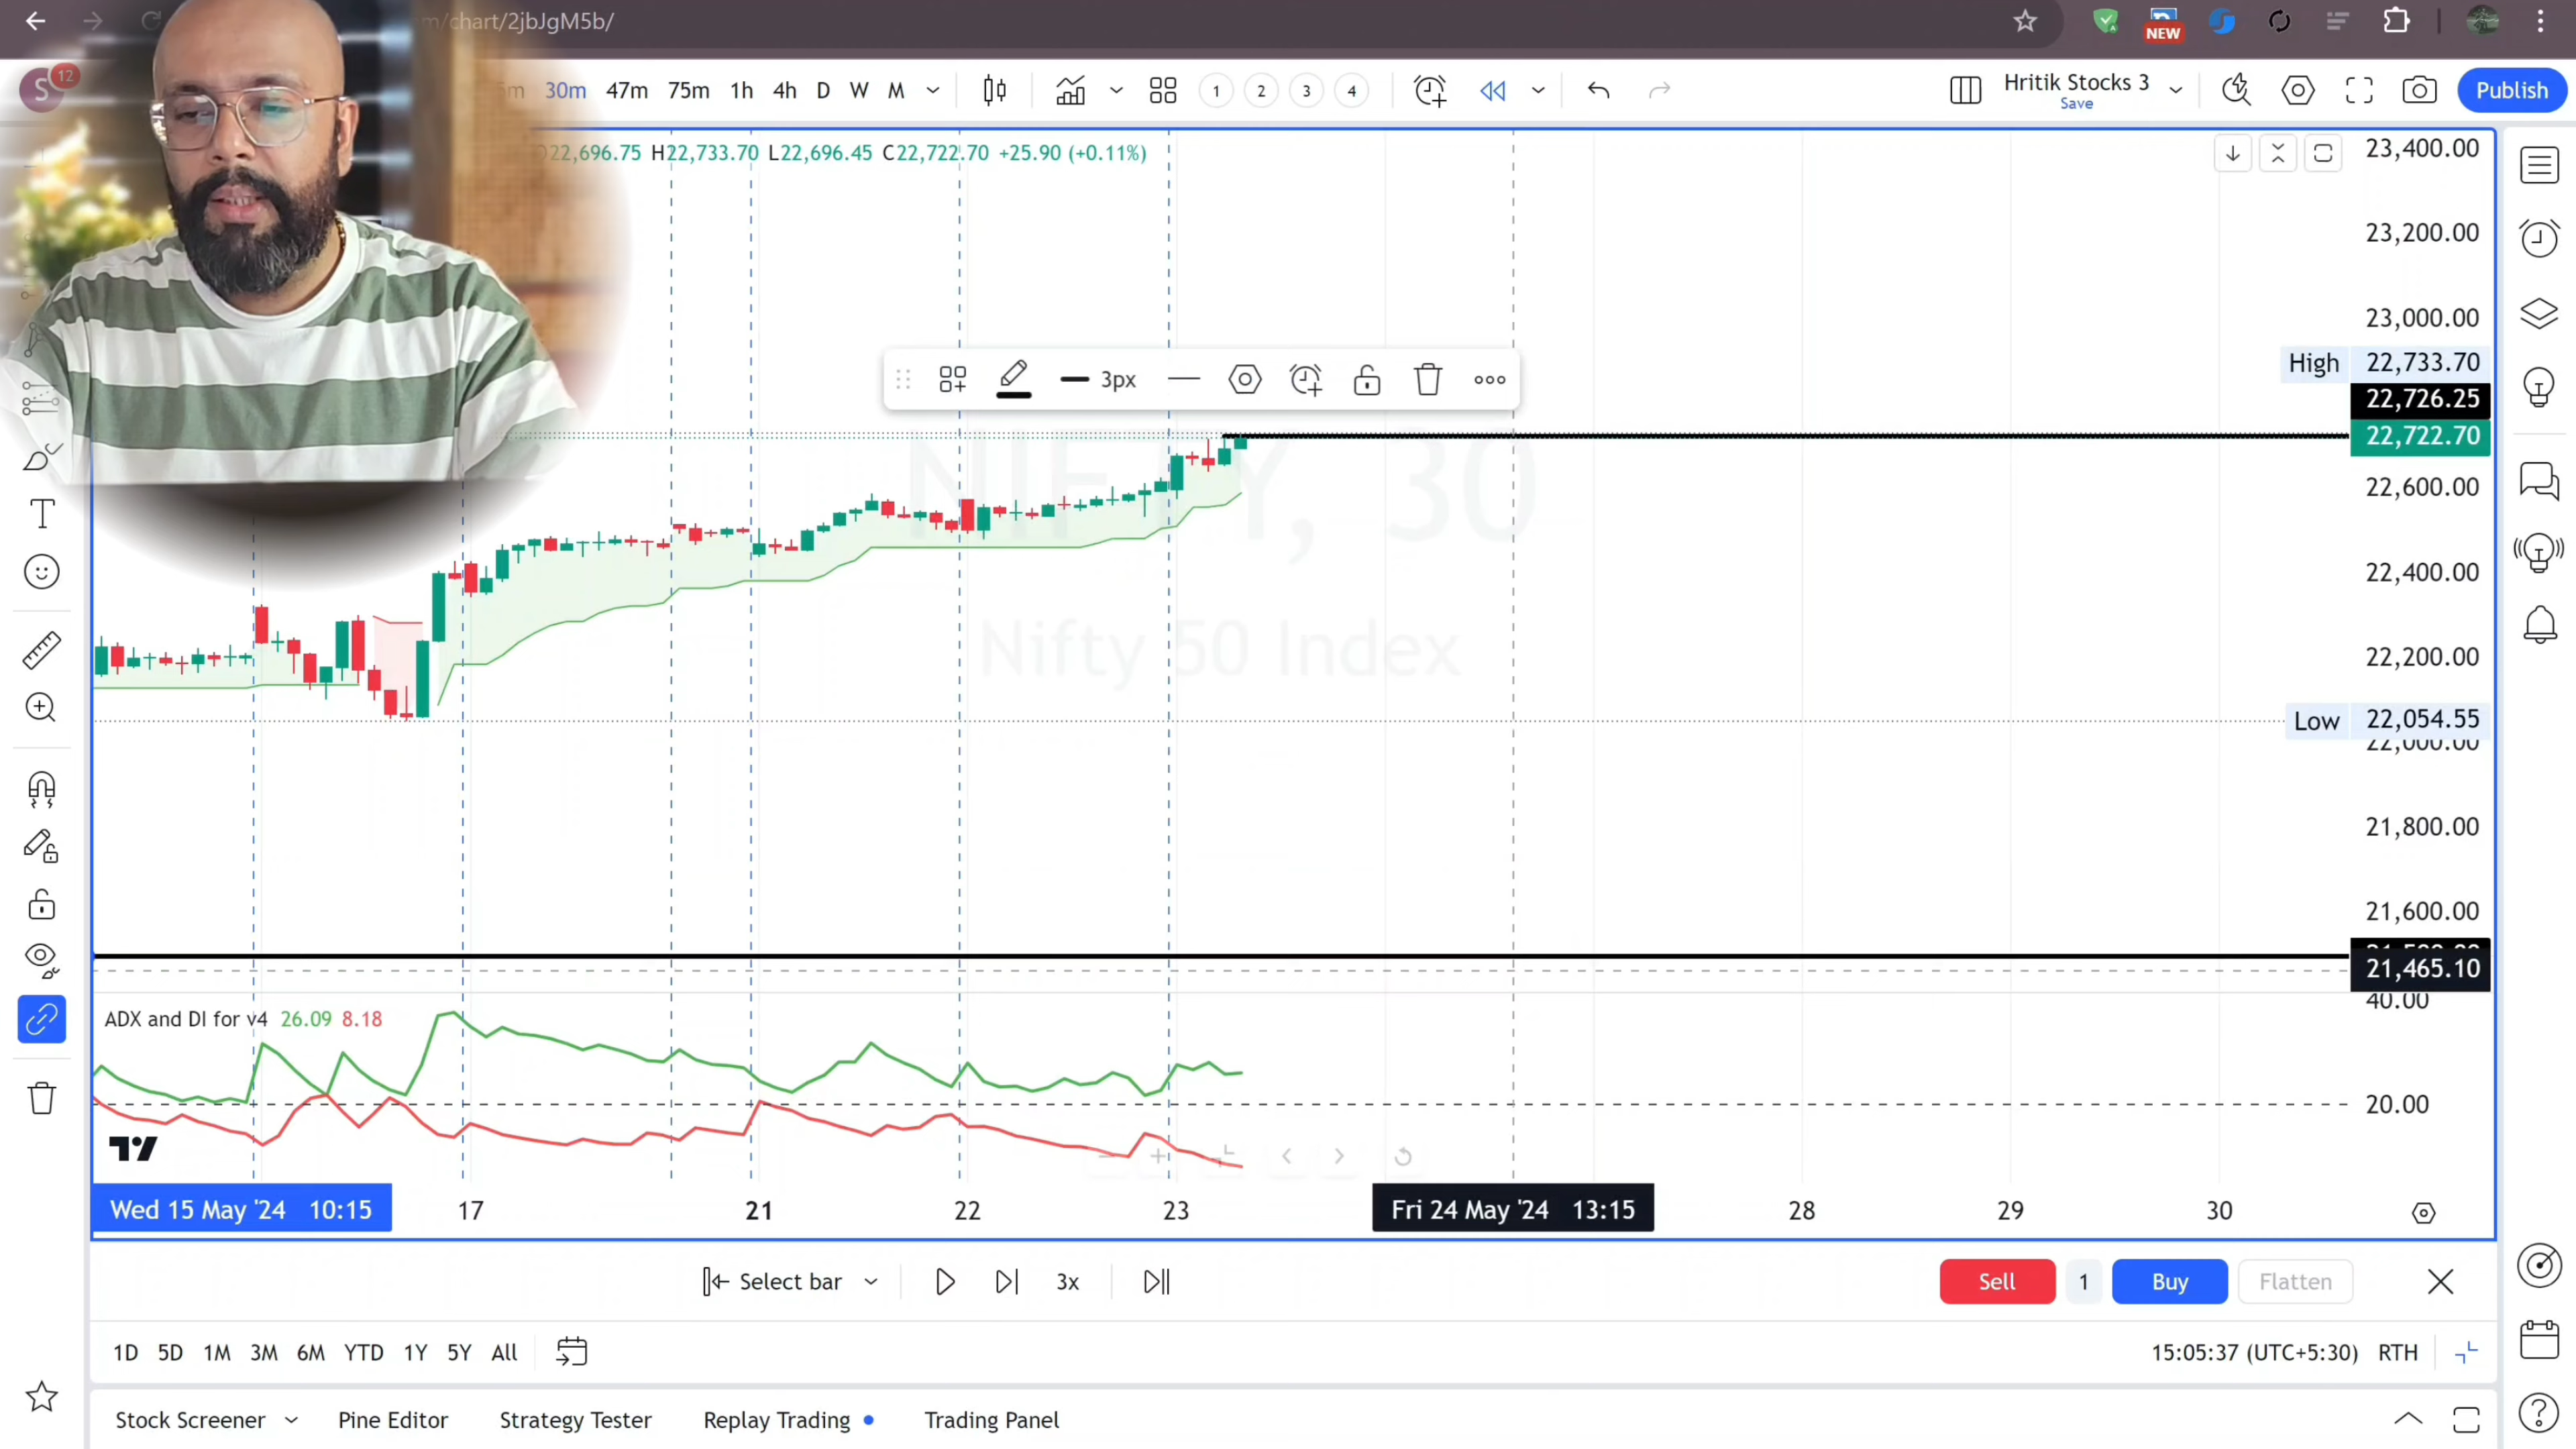 m/chart/2jbJgM5b/
NEW
S 12
30m 47m 75m 1h 4h D W M 1 2 3 4 Hritik Stocks 3 Publish
Save
22,696.75 H22,733.70 L22,696.45 C22,722.70 +25.90 (+0.11%)
23,400.00
23,200.00
23,000.00
High 22,733.70
3px
22,726.25
22,722.70
NIFTY, 30
22,600.00
22,400.00
Nifty 50 Index
22,200.00
Low 22,054.55
22,000.00
21,800.00
21,600.00
21,465.10
40.00
ADX and DI for v4 26.09 8.18
20.00
Wed 15 May '24 10:15 17 21 22 23 Fri 24 May '24 13:15 28 29 30
Select bar 3x Sell 1 Buy Flatten
1D 5D 1M 3M 6M YTD 1Y 5Y All 15:05:37 (UTC+5:30) RTH
Stock Screener Pine Editor Strategy Tester Replay Trading Trading Panel